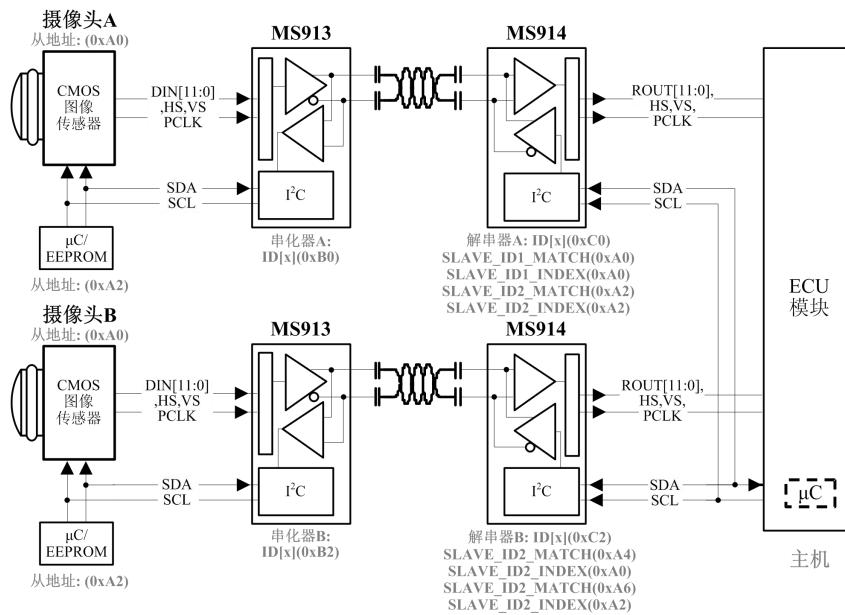 摄像头A
从地址: (0xA0)
MS913
MS914
CMOS
图像
传感器
DIN[11:0]
,HS,VS
PCLK
ROUT[11:0],
HS,VS,
PCLK
SDA
SCL
I²C
I²C
SDA
SCL
μC/
EEPROM
从地址: (0xA2)
串化器A:
ID[x](0xB0)
解串器A: ID[x](0xC0)
SLAVE_ID1_MATCH(0xA0)
SLAVE_ID1_INDEX(0xA0)
SLAVE_ID2_MATCH(0xA2)
SLAVE_ID2_INDEX(0xA2)
ECU
模块
摄像头B
从地址: (0xA0)
MS913
MS914
CMOS
图像
传感器
DIN[11:0]
,HS,VS
PCLK
ROUT[11:0],
HS,VS,
PCLK
SDA
SCL
I²C
I²C
SDA
SCL
μC
μC/
EEPROM
从地址: (0xA2)
串化器B:
ID[x](0xB2)
解串器B: ID[x](0xC2)
SLAVE_ID2_MATCH(0xA4)
SLAVE_ID2_INDEX(0xA0)
SLAVE_ID2_MATCH(0xA6)
SLAVE_ID2_INDEX(0xA2)
主机